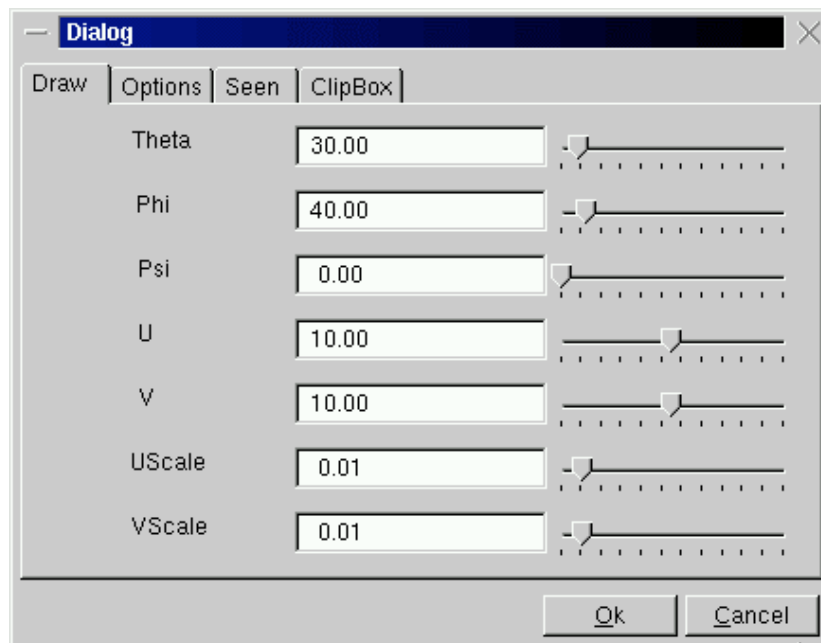 Dialog
Draw Options Seen ClipBox
Theta 30.00
Phi 40.00
Psi 0.00
U 10.00
V 10.00
UScale 0.01
VScale 0.01
Ok Cancel